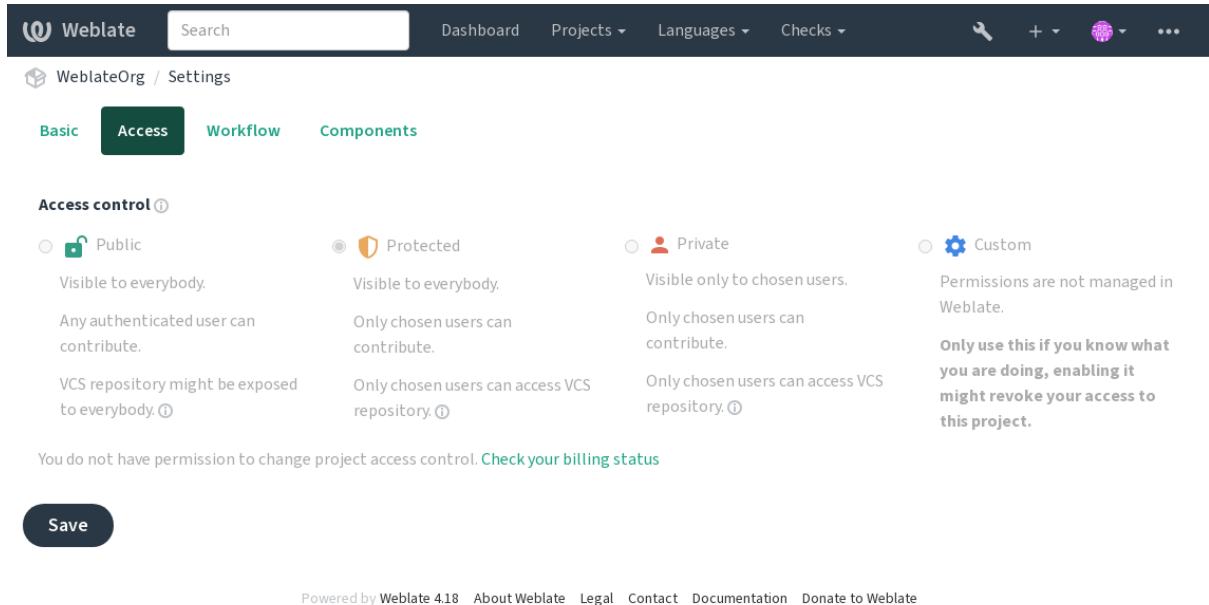 Weblate Search Dashboard Projects Languages Checks
WeblateOrg / Settings
Basic Access Workflow Components
Access control
Public
Visible to everybody.
Any authenticated user can
contribute.
VCS repository might be exposed
to everybody.
Protected
Visible to everybody.
Only chosen users can
contribute.
Only chosen users can access VCS
repository.
Private
Visible only to chosen users.
Only chosen users can
contribute.
Only chosen users can access VCS
repository.
Custom
Permissions are not managed in
Weblate.
Only use this if you know what
you are doing, enabling it
might revoke your access to
this project.
You do not have permission to change project access control. Check your billing status
Save
Powered by Weblate 4.18 About Weblate Legal Contact Documentation Donate to Weblate